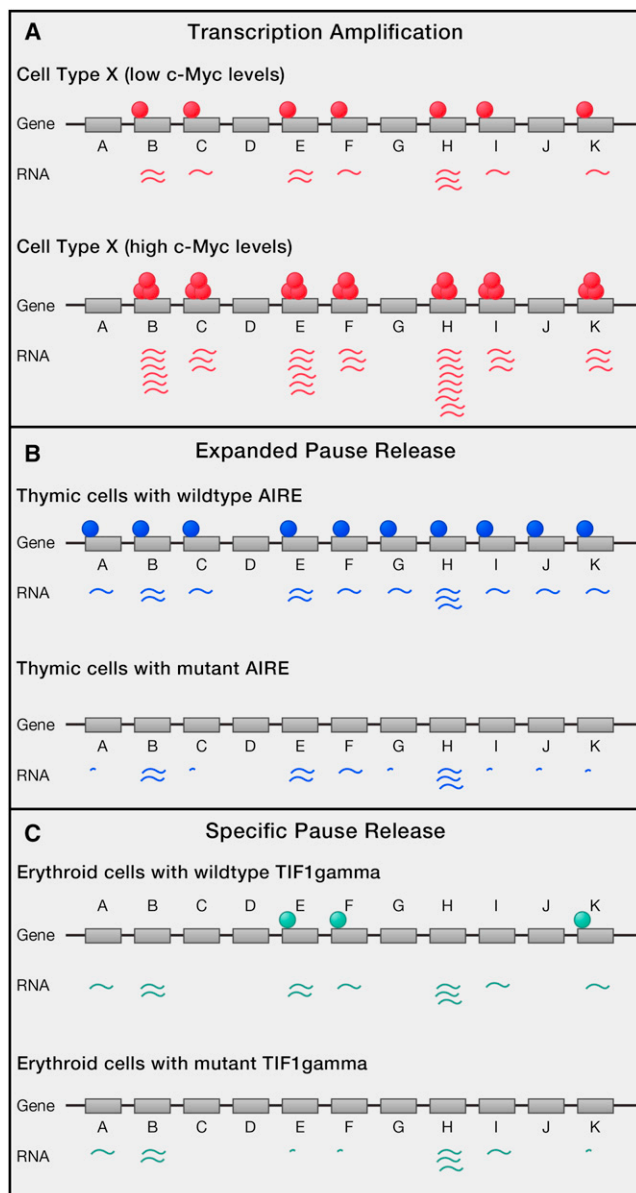 A Transcription Amplification
Cell Type X (low c-Myc levels)
Gene
A B C D E F G H I J K
RNA
Cell Type X (high c-Myc levels)
Gene
A B C D E F G H I J K
RNA
B Expanded Pause Release
Thymic cells with wildtype AIRE
Gene
A B C D E F G H I J K
RNA
Thymic cells with mutant AIRE
Gene
A B C D E F G H I J K
RNA
C Specific Pause Release
Erythroid cells with wildtype TIF1gamma
A B C D E F G H I J K
Gene
RNA
Erythroid cells with mutant TIF1gamma
Gene
A B C D E F G H I J K
RNA